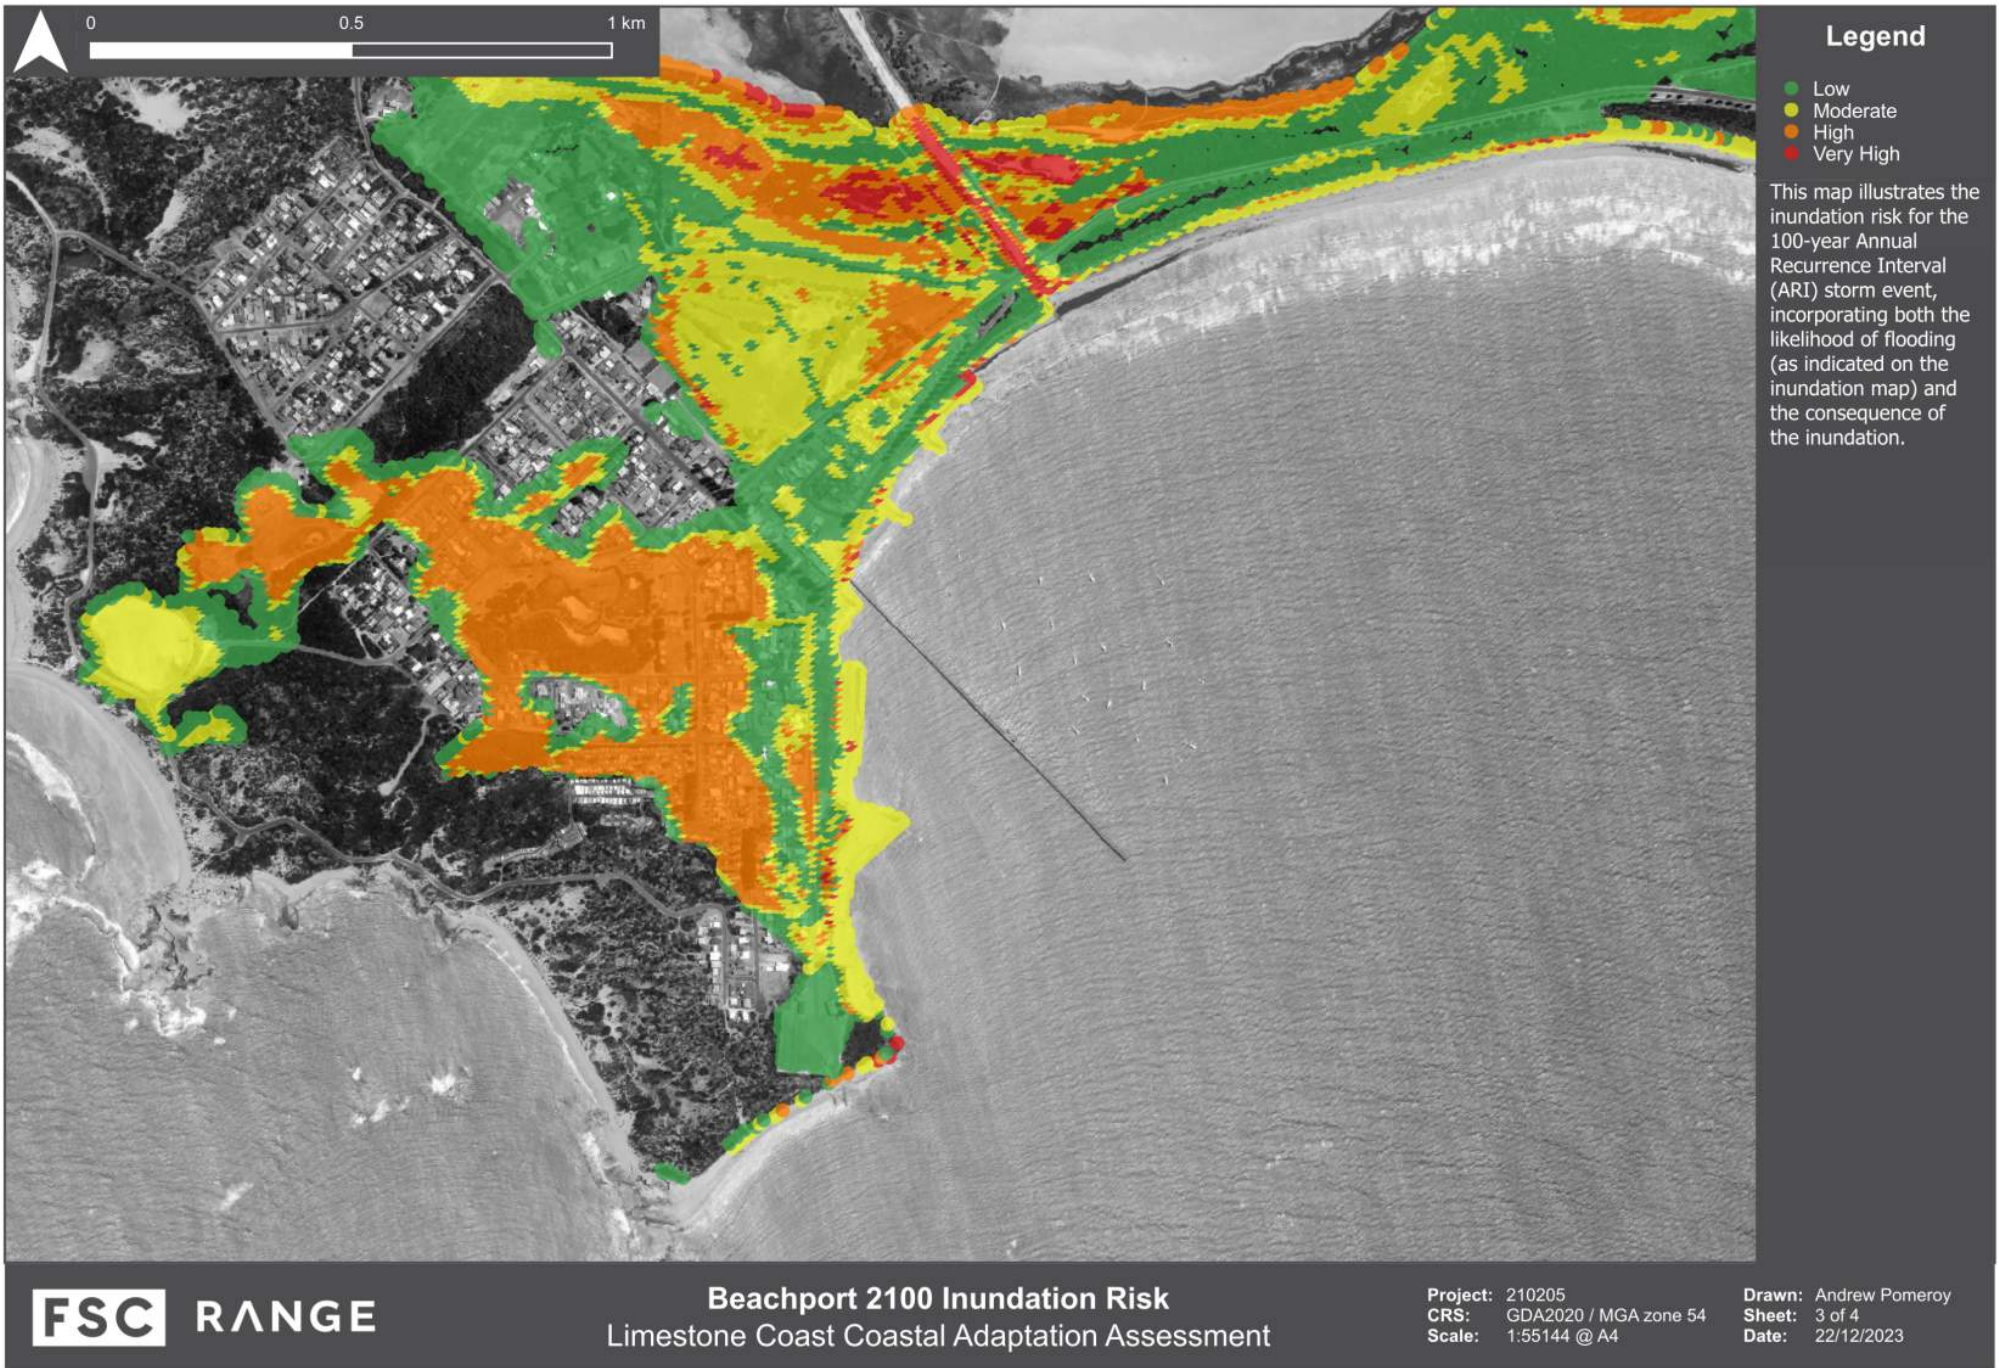 0 0.5 1 km
Legend
Low
Moderate
High
Very High
This map illustrates the
inundation risk for the
100-year Annual
Recurrence Interval
(ARI) storm event,
incorporating both the
likelihood of flooding
(as indicated on the
inundation map) and
the consequence of
the inundation.
FSC RANGE
Beachport 2100 Inundation Risk
Limestone Coast Coastal Adaptation Assessment
Project: 210205
CRS: GDA2020 / MGA zone 54
Scale: 1:55144 @ A4
Drawn: Andrew Pomeroy
Sheet: 3 of 4
Date: 22/12/2023